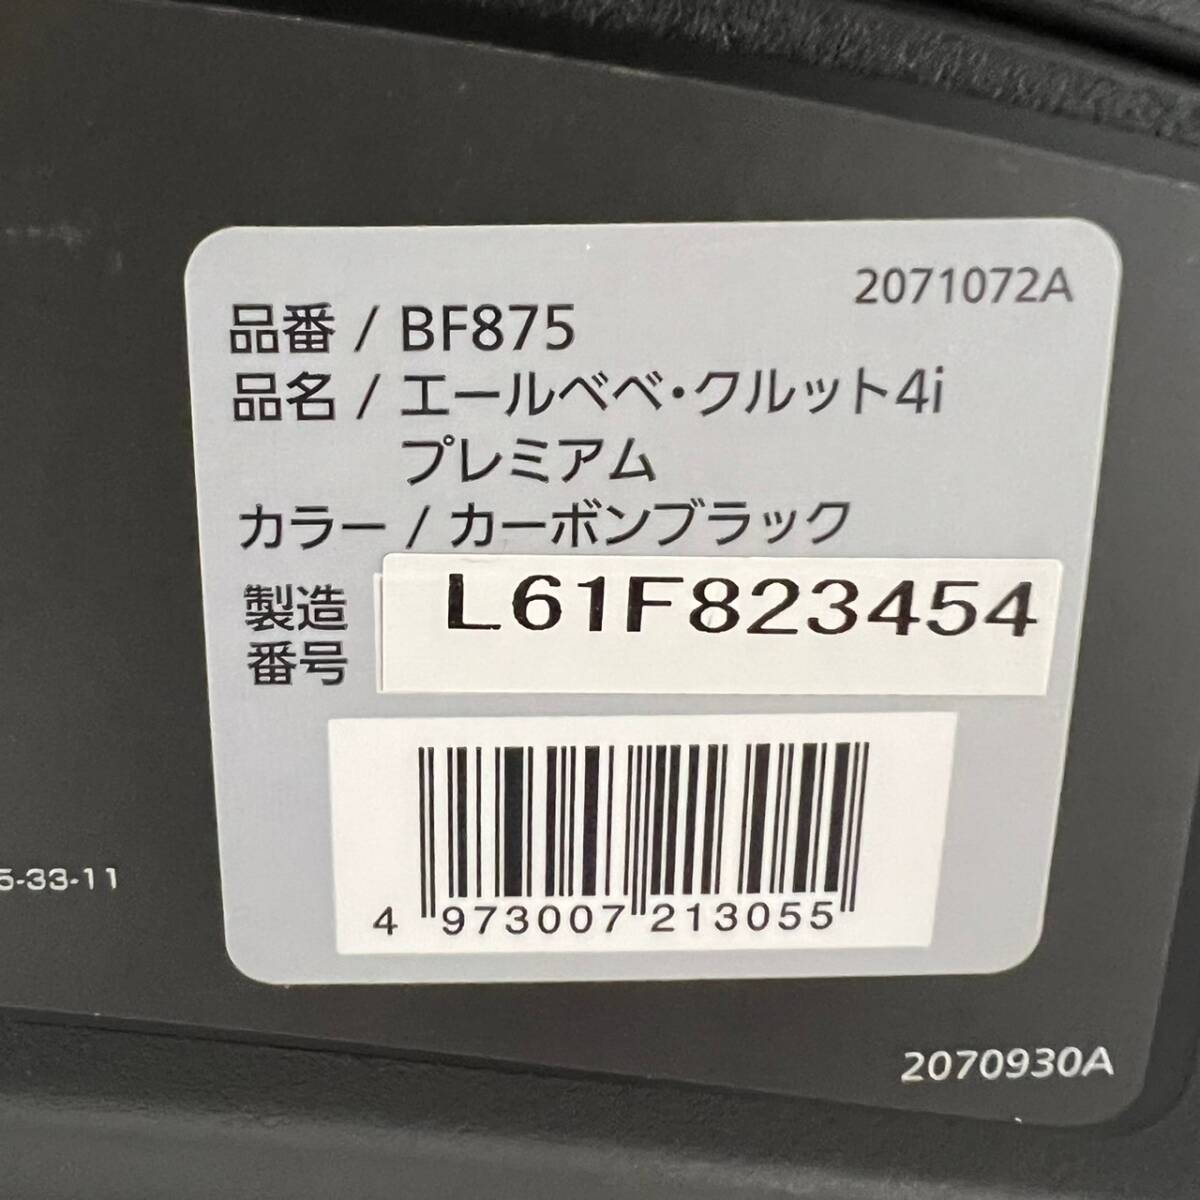 2071072A
品番 / BF875
品名 / エールベベ・クルット4i
プレミアム
カラー / カーボンブラック
製造番号 L61F823454
4 973007 213055
5-33-11
2070930A